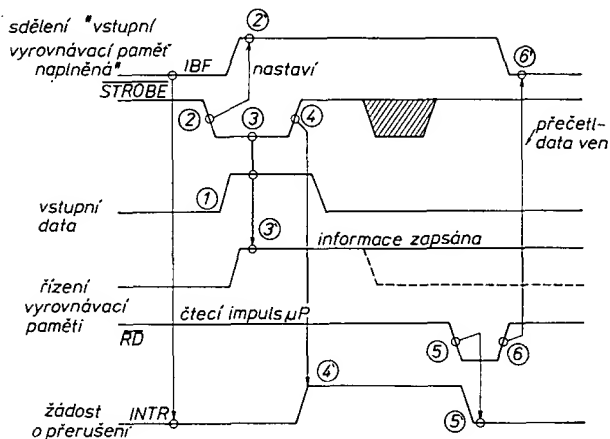 sdělení "vstupní
vyrovnávací paměť
naplněná"
IBF
2'
nastaví
6'
STROBE
2
3
4
přečetl-
data ven
1
vstupní
data
3'
informace zapsána
řízení
vyrovnávací
paměti
čtecí impuls μP
RD
5
6
4'
žádost
o přerušení
INTR
5'